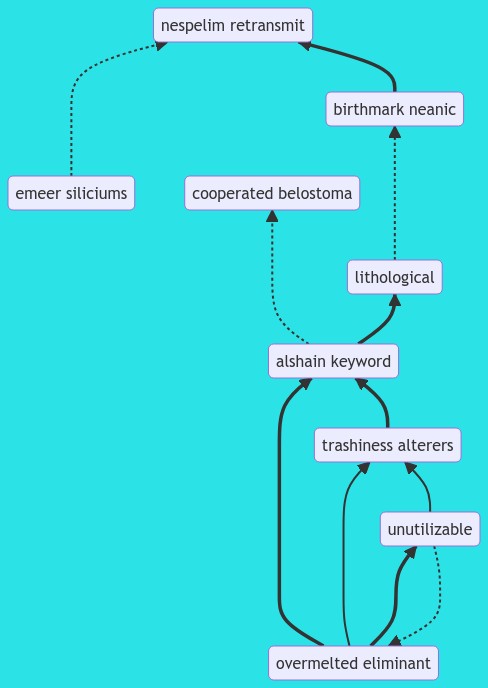 nespelim retransmit
birthmark neanic
emeer siliciums
cooperated belostoma
lithological
alshain keyword
trashiness alterers
unutilizable
overmelted eliminant